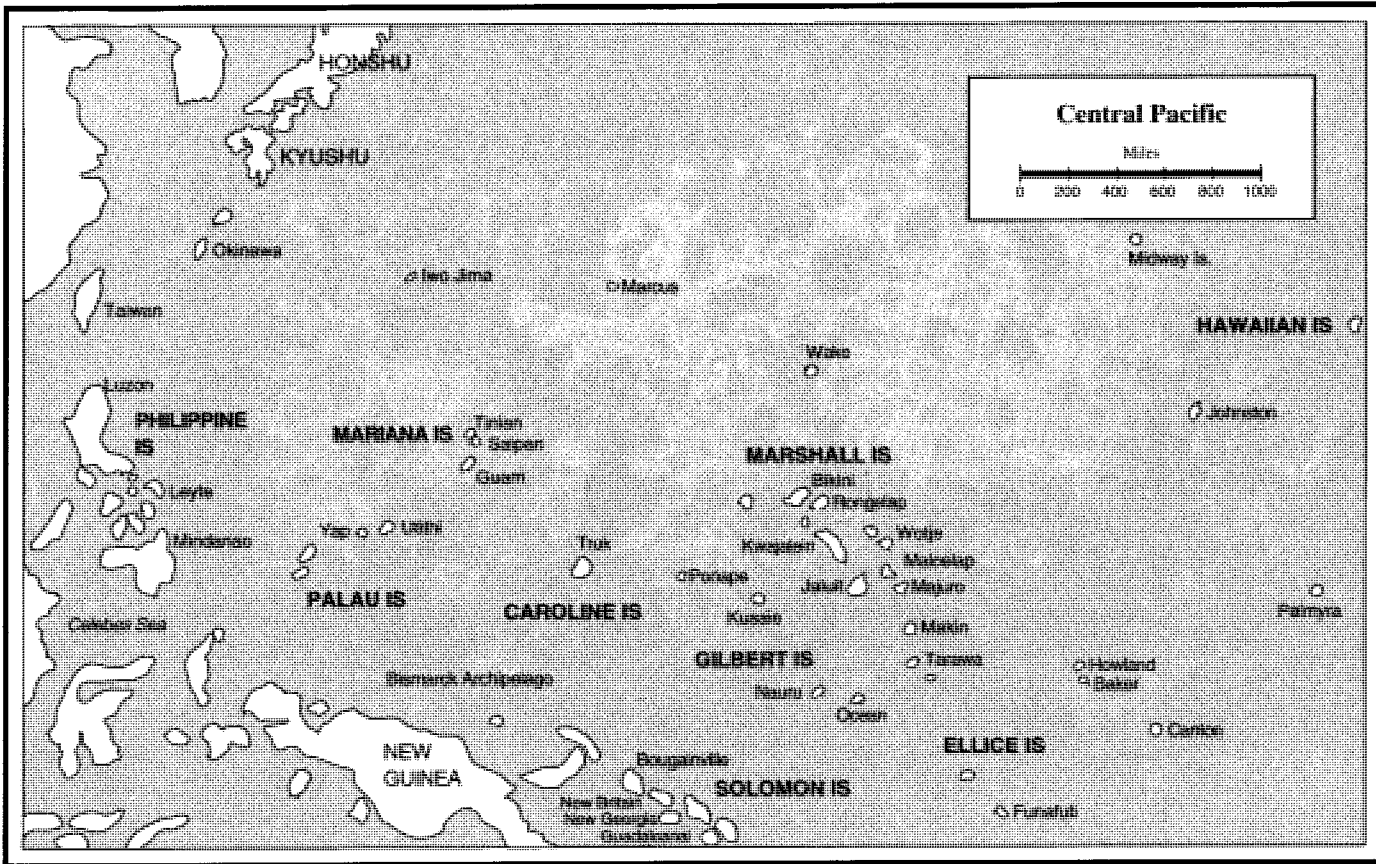 HONSHU
Central Pacific
Miles
0 200 400 600 800 1000
KYUSHU
Okinawa
Midway Is.
Iwo Jima
Marcus
Taiwan
HAWAIIAN IS
Wake
Luzon
Johnston
PHILIPPINE
IS
MARIANA IS
Tinian
Saipan
Guam
MARSHALL IS
Bikini
Rongelap
Leyte
Yap
Ulithi
Wotje
Mindanao
Truk
Kwajalein
Maloelap
Ponape
Jaluit
Majuro
PALAU IS
CAROLINE IS
Kusaie
Palmyra
Celebes Sea
Makin
GILBERT IS
Tarawa
Howland
Baker
Bismarck Archipelago
Nauru
Ocean
Canton
NEW
GUINEA
ELLICE IS
Bougainville
SOLOMON IS
New Britain
New Georgia
Guadalcanal
Funafuti